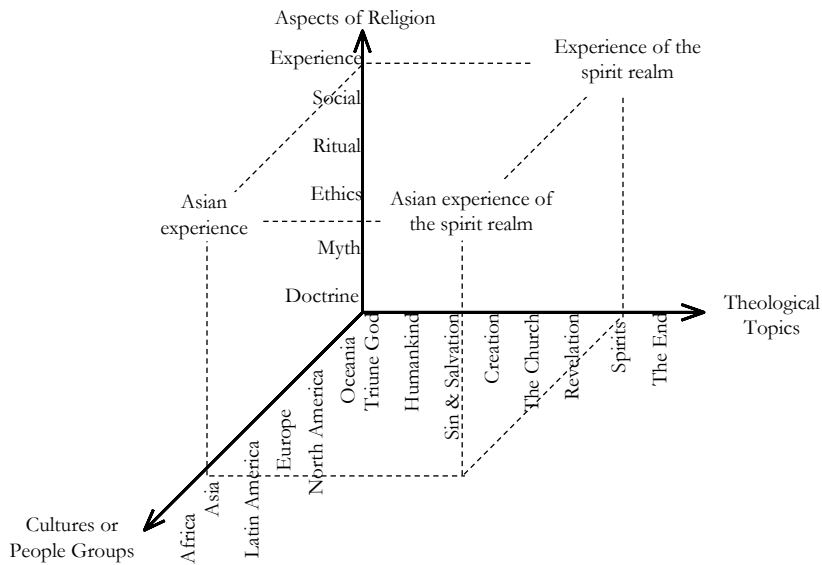 Aspects of Religion
Experience
Experience of the
spirit realm
Social
Ritual
Ethics
Asian
experience
Asian experience of
the spirit realm
Myth
Doctrine
Theological
Topics
Oceania
Triune God
Humankind
Sin & Salvation
Creation
The Church
Revelation
Spirits
The End
North America
Europe
Latin America
Asia
Africa
Cultures or
People Groups